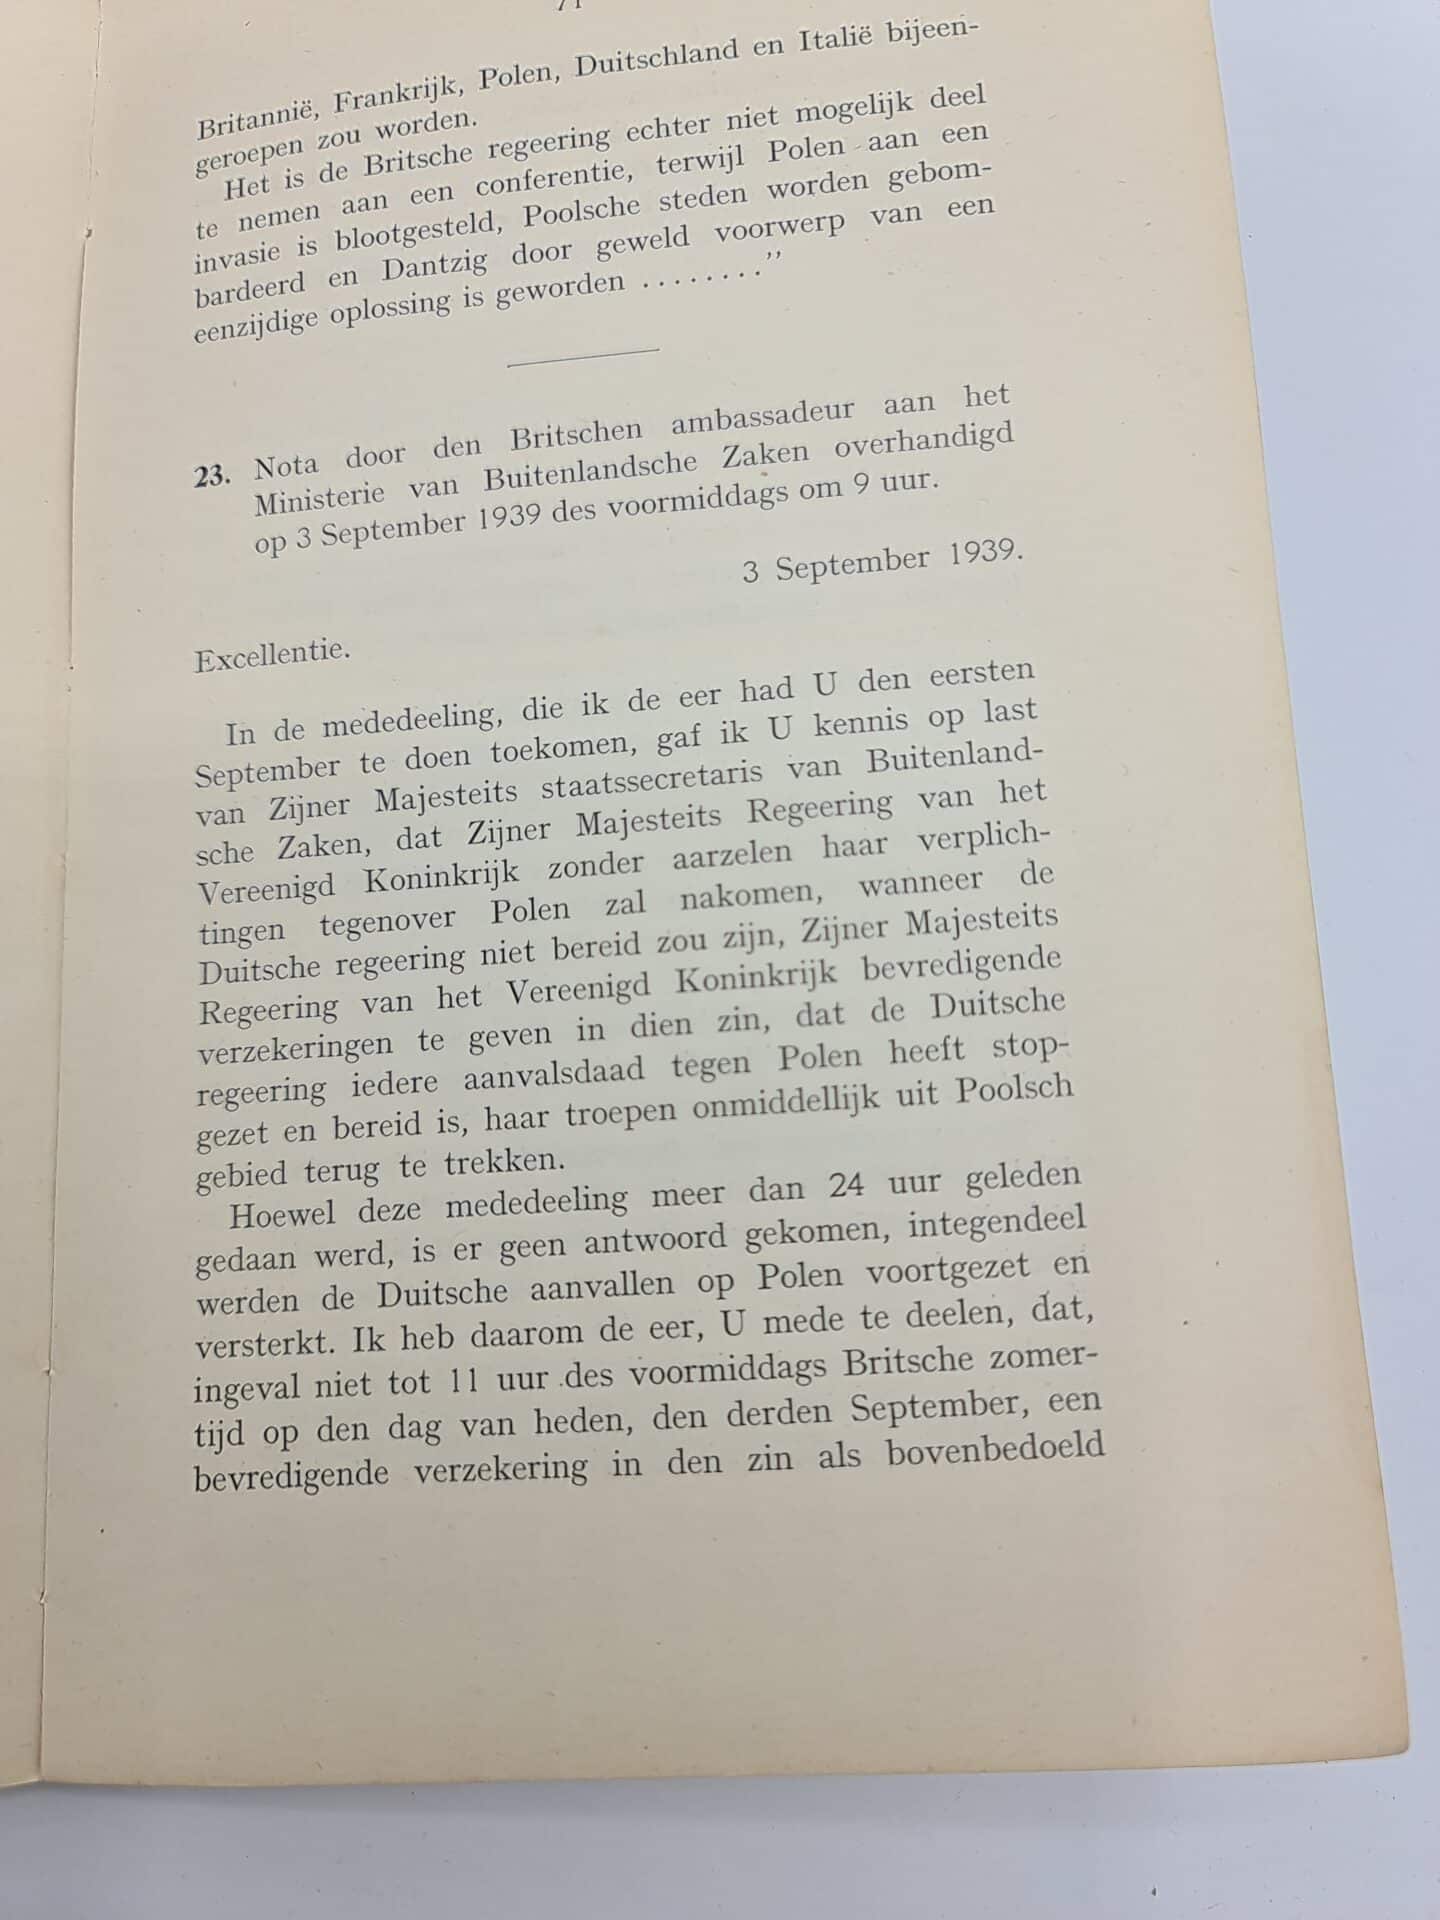 71
Britannië, Frankrijk, Polen, Duitschland en Italië bijeen-
geroepen zou worden.
Het is de Britsche regeering echter niet mogelijk deel
te nemen aan een conferentie, terwijl Polen aan een
invasie is blootgesteld, Poolsche steden worden gebom-
bardeerd en Dantzig door geweld voorwerp van een
eenzijdige oplossing is geworden ........"
23. Nota door den Britschen ambassadeur aan het
Ministerie van Buitenlandsche Zaken overhandigd
op 3 September 1939 des voormiddags om 9 uur.
3 September 1939.
Excellentie.
In de mededeeling, die ik de eer had U den eersten
September te doen toekomen, gaf ik U kennis op last
van Zijner Majesteits staatssecretaris van Buitenland-
sche Zaken, dat Zijner Majesteits Regeering van het
Vereenigd Koninkrijk zonder aarzelen haar verplich-
tingen tegenover Polen zal nakomen, wanneer de
Duitsche regeering niet bereid zou zijn, Zijner Majesteits
Regeering van het Vereenigd Koninkrijk bevredigende
verzekeringen te geven in dien zin, dat de Duitsche
regeering iedere aanvalsdaad tegen Polen heeft stop-
gezet en bereid is, haar troepen onmiddellijk uit Poolsch
gebied terug te trekken.
Hoewel deze mededeeling meer dan 24 uur geleden
gedaan werd, is er geen antwoord gekomen, integendeel
werden de Duitsche aanvallen op Polen voortgezet en
versterkt. Ik heb daarom de eer, U mede te deelen, dat,
ingeval niet tot 11 uur des voormiddags Britsche zomer-
tijd op den dag van heden, den derden September, een
bevredigende verzekering in den zin als bovenbedoeld